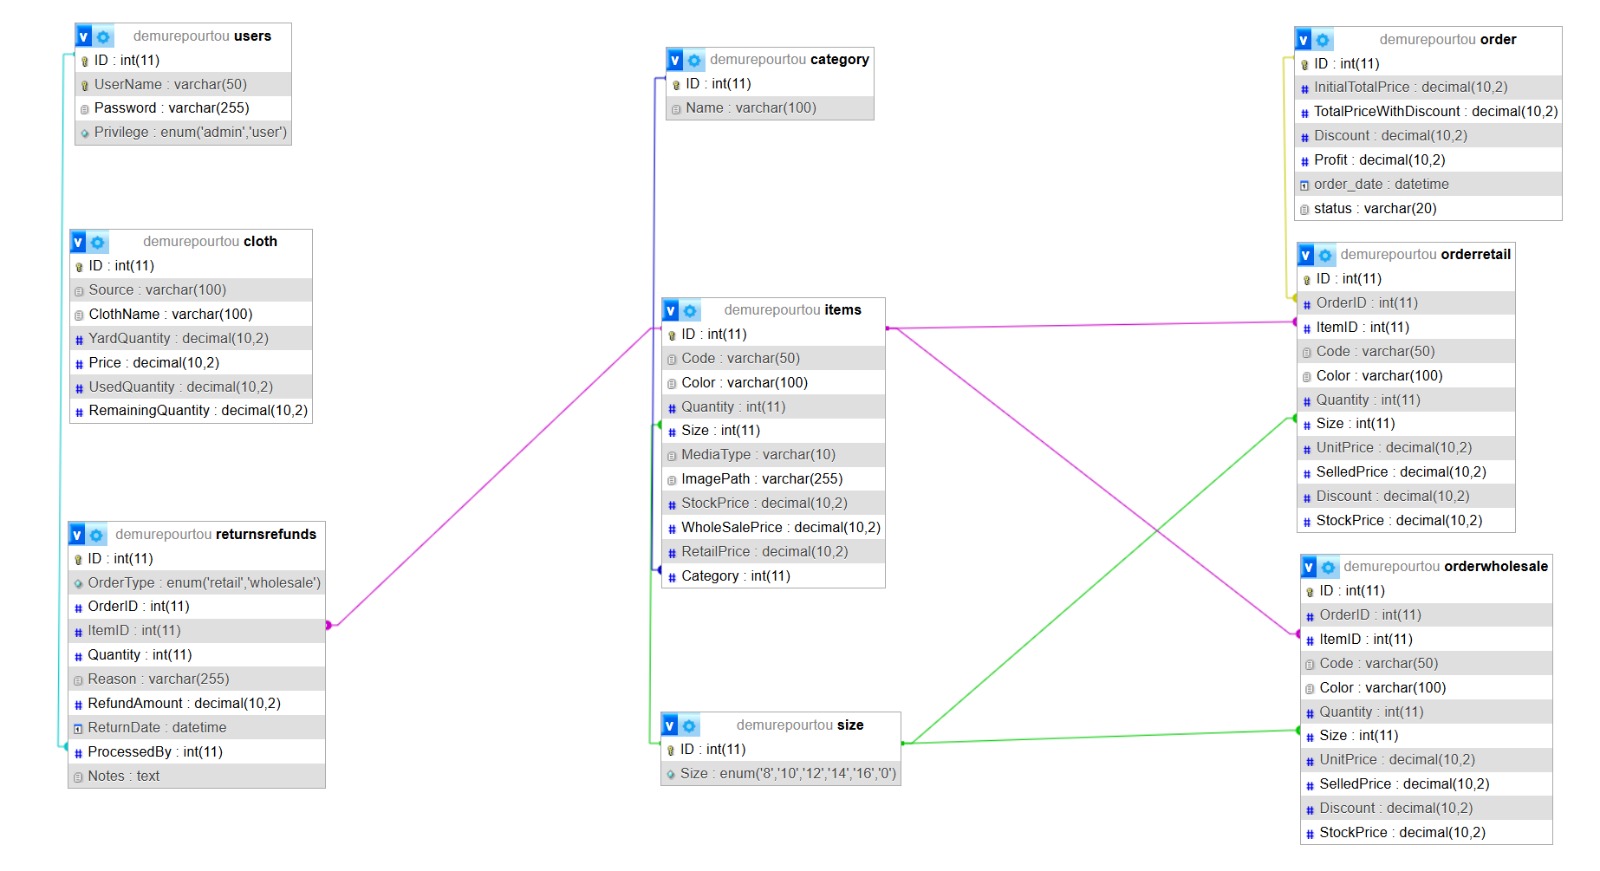 demurepourtou users
ID : int(11)
UserName : varchar(50)
Password : varchar(255)
Privilege : enum('admin','user')
demurepourtou cloth
ID : int(11)
Source : varchar(100)
ClothName : varchar(100)
YardQuantity : decimal(10,2)
Price : decimal(10,2)
UsedQuantity : decimal(10,2)
RemainingQuantity : decimal(10,2)
demurepourtou returnsrefunds
ID : int(11)
OrderType : enum('retail','wholesale')
OrderID : int(11)
ItemID : int(11)
Quantity : int(11)
Reason : varchar(255)
RefundAmount : decimal(10,2)
ReturnDate : datetime
ProcessedBy : int(11)
Notes : text
demurepourtou category
ID : int(11)
Name : varchar(100)
demurepourtou items
ID : int(11)
Code : varchar(50)
Color : varchar(100)
Quantity : int(11)
Size : int(11)
MediaType : varchar(10)
ImagePath : varchar(255)
StockPrice : decimal(10,2)
WholeSalePrice : decimal(10,2)
RetailPrice : decimal(10,2)
Category : int(11)
demurepourtou size
ID : int(11)
Size : enum('8','10','12','14','16','0')
demurepourtou order
ID : int(11)
InitialTotalPrice : decimal(10,2)
TotalPriceWithDiscount : decimal(10,2)
Discount : decimal(10,2)
Profit : decimal(10,2)
order_date : datetime
status : varchar(20)
demurepourtou orderretail
ID : int(11)
OrderID : int(11)
ItemID : int(11)
Code : varchar(50)
Color : varchar(100)
Quantity : int(11)
Size : int(11)
UnitPrice : decimal(10,2)
SelledPrice : decimal(10,2)
Discount : decimal(10,2)
StockPrice : decimal(10,2)
demurepourtou orderwholesale
ID : int(11)
OrderID : int(11)
ItemID : int(11)
Code : varchar(50)
Color : varchar(100)
Quantity : int(11)
Size : int(11)
UnitPrice : decimal(10,2)
SelledPrice : decimal(10,2)
Discount : decimal(10,2)
StockPrice : decimal(10,2)